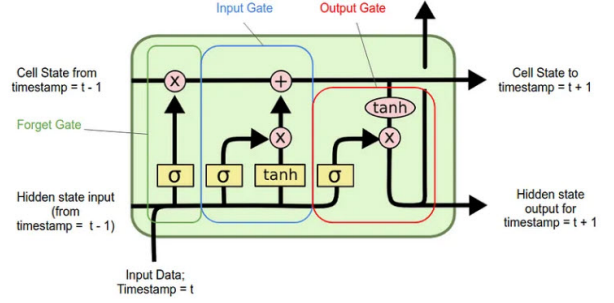 Input Gate
Output Gate
Cell State from
timestamp = t - 1
x
+
Cell State to
timestamp = t + 1
tanh
Forget Gate
x
x
σ
σ
tanh
σ
Hidden state input
(from
timestamp =  t - 1)
Hidden state
output for
timestamp = t + 1
Input Data;
Timestamp = t